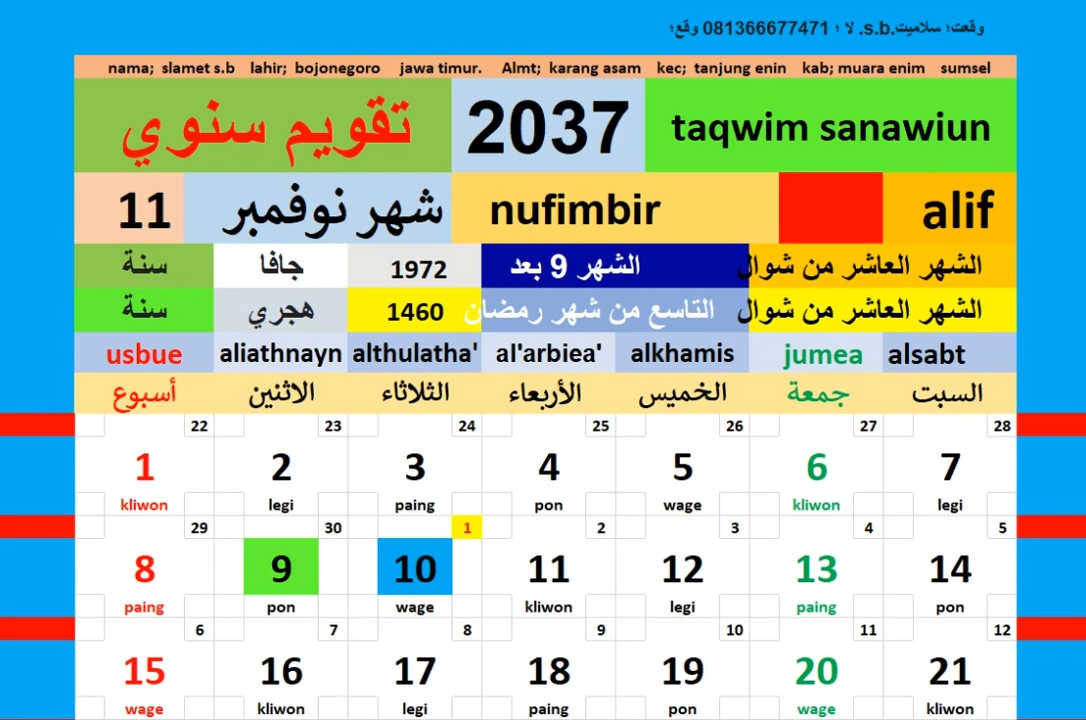 وقعت؛ سلاميت.s.b. لا ؛ 081366677471 وقع؛
nama; slamet s.b lahir; bojonegoro jawa timur. Almt; karang asam kec; tanjung enin kab; muara enim sumsel
تقويم سنوي 2037 taqwim sanawiun
11 شهر نوفمبر nufimbir alif
سنة جافا 1972 الشهر 9 بعد الشهر العاشر من شوال
سنة هجري 1460 التاسع من شهر رمضان الشهر العاشر من شوال
usbue aliathnayn althulatha' al'arbiea' alkhamis jumea alsabt
أسبوع الاثنين الثلاثاء الأربعاء الخميس جمعة السبت
22 23 24 25 26 27 28
1 2 3 4 5 6 7
kliwon legi paing pon wage kliwon legi
29 30 1 2 3 4 5
8 9 10 11 12 13 14
paing pon wage kliwon legi paing pon
6 7 8 9 10 11 12
15 16 17 18 19 20 21
wage kliwon legi paing pon wage kliwon